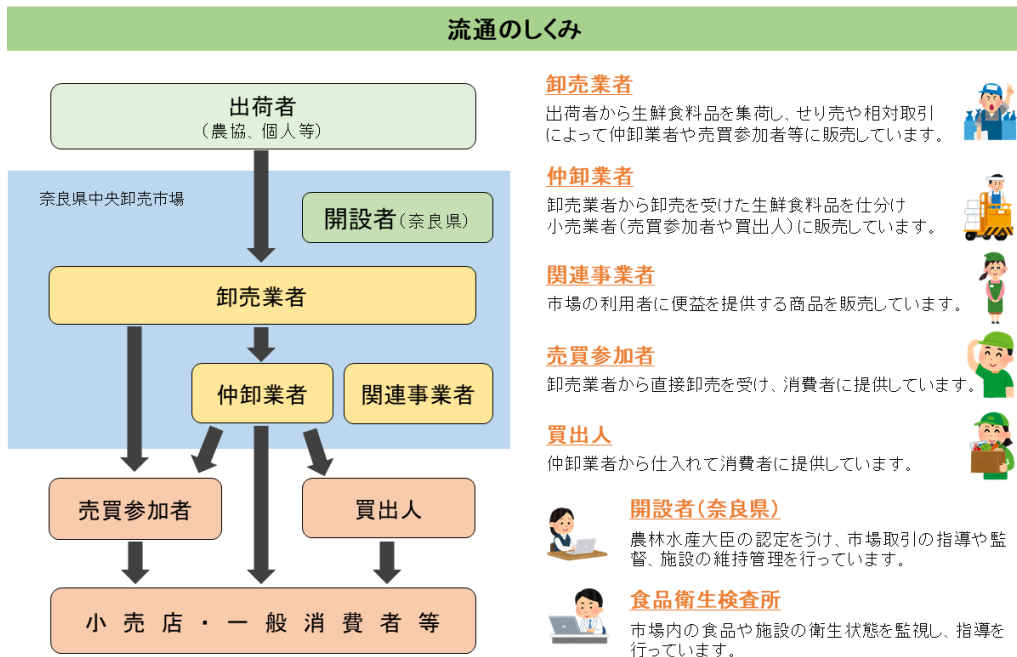 流通のしくみ
出荷者
（農協、個人等）
奈良県中央卸売市場
開設者（奈良県）
卸売業者
仲卸業者
関連事業者
売買参加者
買出人
小売店・一般消費者等
卸売業者
出荷者から生鮮食料品を集荷し、せり売や相対取引
によって仲卸業者や売買参加者等に販売しています。
仲卸業者
卸売業者から卸売を受けた生鮮食料品を仕分け
小売業者（売買参加者や買出人）に販売しています。
関連事業者
市場の利用者に便益を提供する商品を販売しています。
売買参加者
卸売業者から直接卸売を受け、消費者に提供しています。
買出人
仲卸業者から仕入れて消費者に提供しています。
開設者（奈良県）
農林水産大臣の認定をうけ、市場取引の指導や監
督、施設の維持管理を行っています。
食品衛生検査所
市場内の食品や施設の衛生状態を監視し、指導を
行っています。